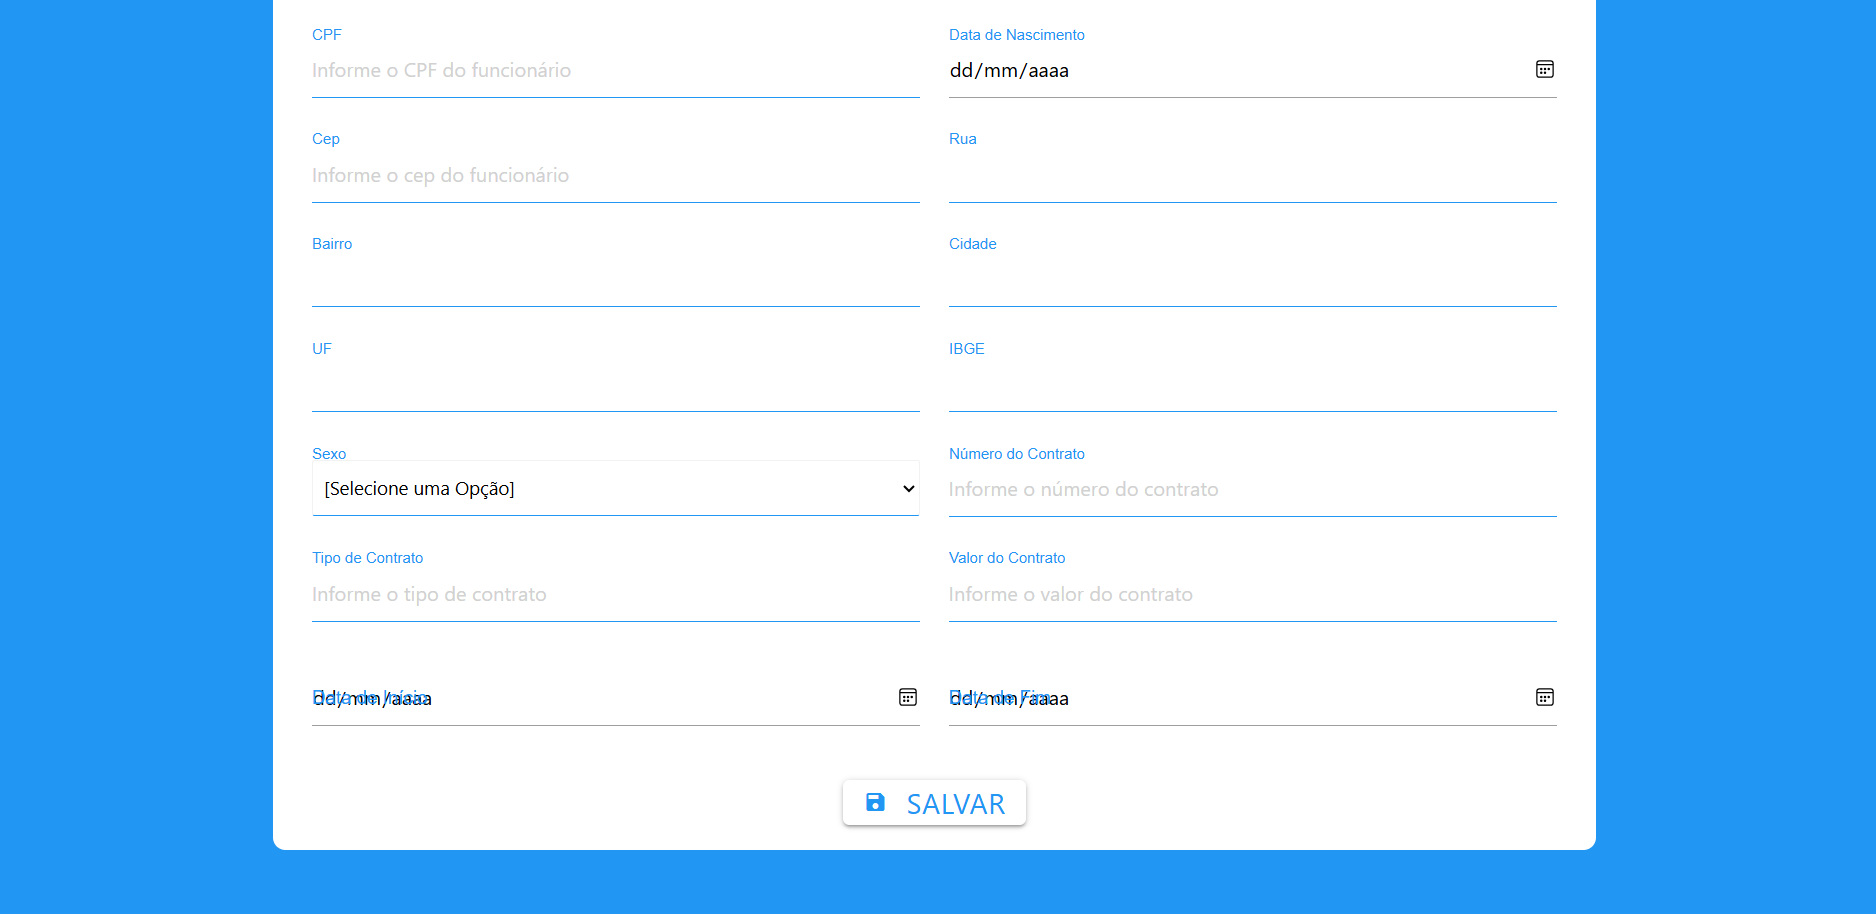 CPF
Informe o CPF do funcionário
Data de Nascimento
dd/mm/aaaa
Cep
Informe o cep do funcionário
Rua
Bairro
Cidade
UF
IBGE
Sexo
[Selecione uma Opção]
Número do Contrato
Informe o número do contrato
Tipo de Contrato
Informe o tipo de contrato
Valor do Contrato
Informe o valor do contrato
Data de Início
dd/mm/aaaa
Data de Fim
dd/mm/aaaa
SALVAR